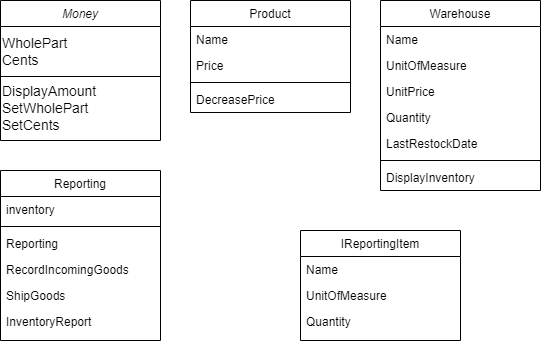 Money
WholePart
Cents
DisplayAmount
SetWholePart
SetCents
Product
Name
Price
DecreasePrice
Warehouse
Name
UnitOfMeasure
UnitPrice
Quantity
LastRestockDate
DisplayInventory
Reporting
inventory
Reporting
RecordIncomingGoods
ShipGoods
InventoryReport
IReportingItem
Name
UnitOfMeasure
Quantity